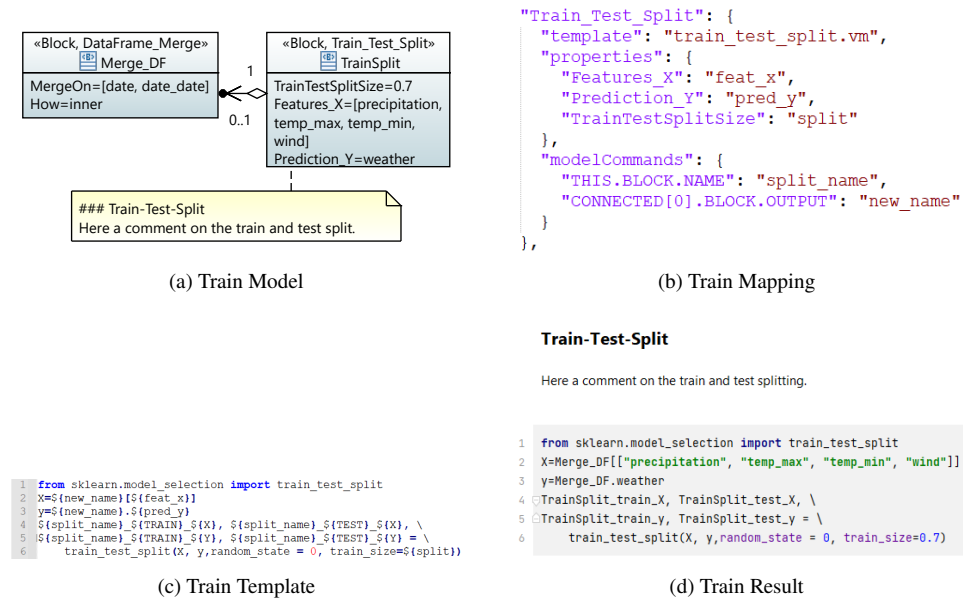 «Block, DataFrame_Merge»
Merge_DF
MergeOn=[date, date_date]
How=inner
1
0..1
«Block, Train_Test_Split»
TrainSplit
TrainTestSplitSize=0.7
Features_X=[precipitation,
temp_max, temp_min,
wind]
Prediction_Y=weather
### Train-Test-Split
Here a comment on the train and test split.
(a) Train Model
"Train_Test_Split": {
"template": "train_test_split.vm",
"properties": {
"Features_X": "feat_x",
"Prediction_Y": "pred_y",
"TrainTestSplitSize": "split"
},
"modelCommands": {
"THIS.BLOCK.NAME": "split_name",
"CONNECTED[0].BLOCK.OUTPUT": "new_name"
}
},
(b) Train Mapping
1 from sklearn.model_selection import train_test_split
2 X=${new_name}[${feat_x}]
3 y=${new_name}.${pred_y}
4 ${split_name}_${TRAIN}_${X}, ${split_name}_${TEST}_${X}, \
5 ${split_name}_${TRAIN}_${Y}, ${split_name}_${TEST}_${Y} = \
6 train_test_split(X, y,random_state = 0, train_size=${split})
(c) Train Template
Train-Test-Split
Here a comment on the train and test splitting.
1 from sklearn.model_selection import train_test_split
2 X=Merge_DF[["precipitation", "temp_max", "temp_min", "wind"]]
3 y=Merge_DF.weather
4 TrainSplit_train_X, TrainSplit_test_X, \
5 TrainSplit_train_y, TrainSplit_test_y = \
6 train_test_split(X, y,random_state = 0, train_size=0.7)
(d) Train Result